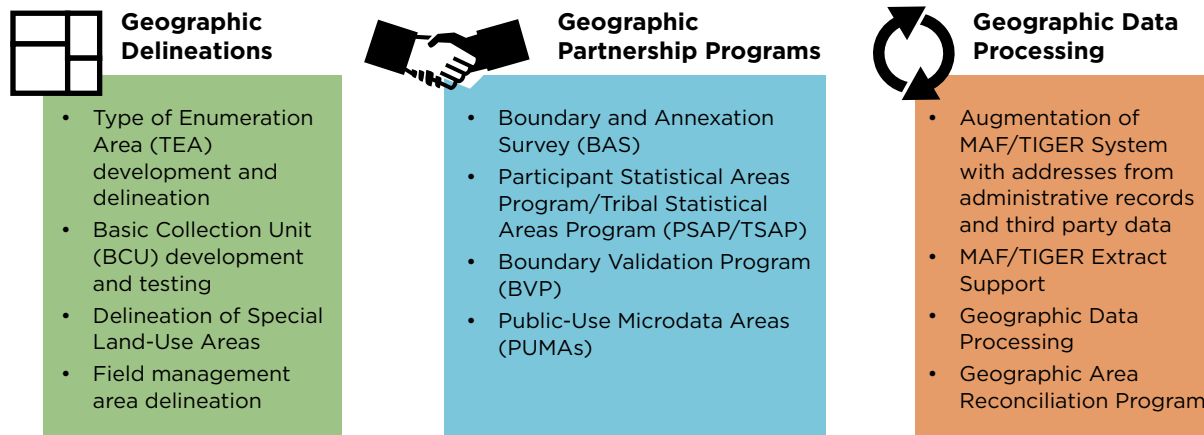 Geographic
Delineations
• Type of Enumeration
Area (TEA)
development and
delineation
• Basic Collection Unit
(BCU) development
and testing
• Delineation of Special
Land-Use Areas
• Field management
area delineation
Geographic
Partnership Programs
• Boundary and Annexation
Survey (BAS)
• Participant Statistical Areas
Program/Tribal Statistical
Areas Program (PSAP/TSAP)
• Boundary Validation Program
(BVP)
• Public-Use Microdata Areas
(PUMAs)
Geographic Data
Processing
• Augmentation of
MAF/TIGER System
with addresses from
administrative records
and third party data
• MAF/TIGER Extract
Support
• Geographic Data
Processing
• Geographic Area
Reconciliation Program